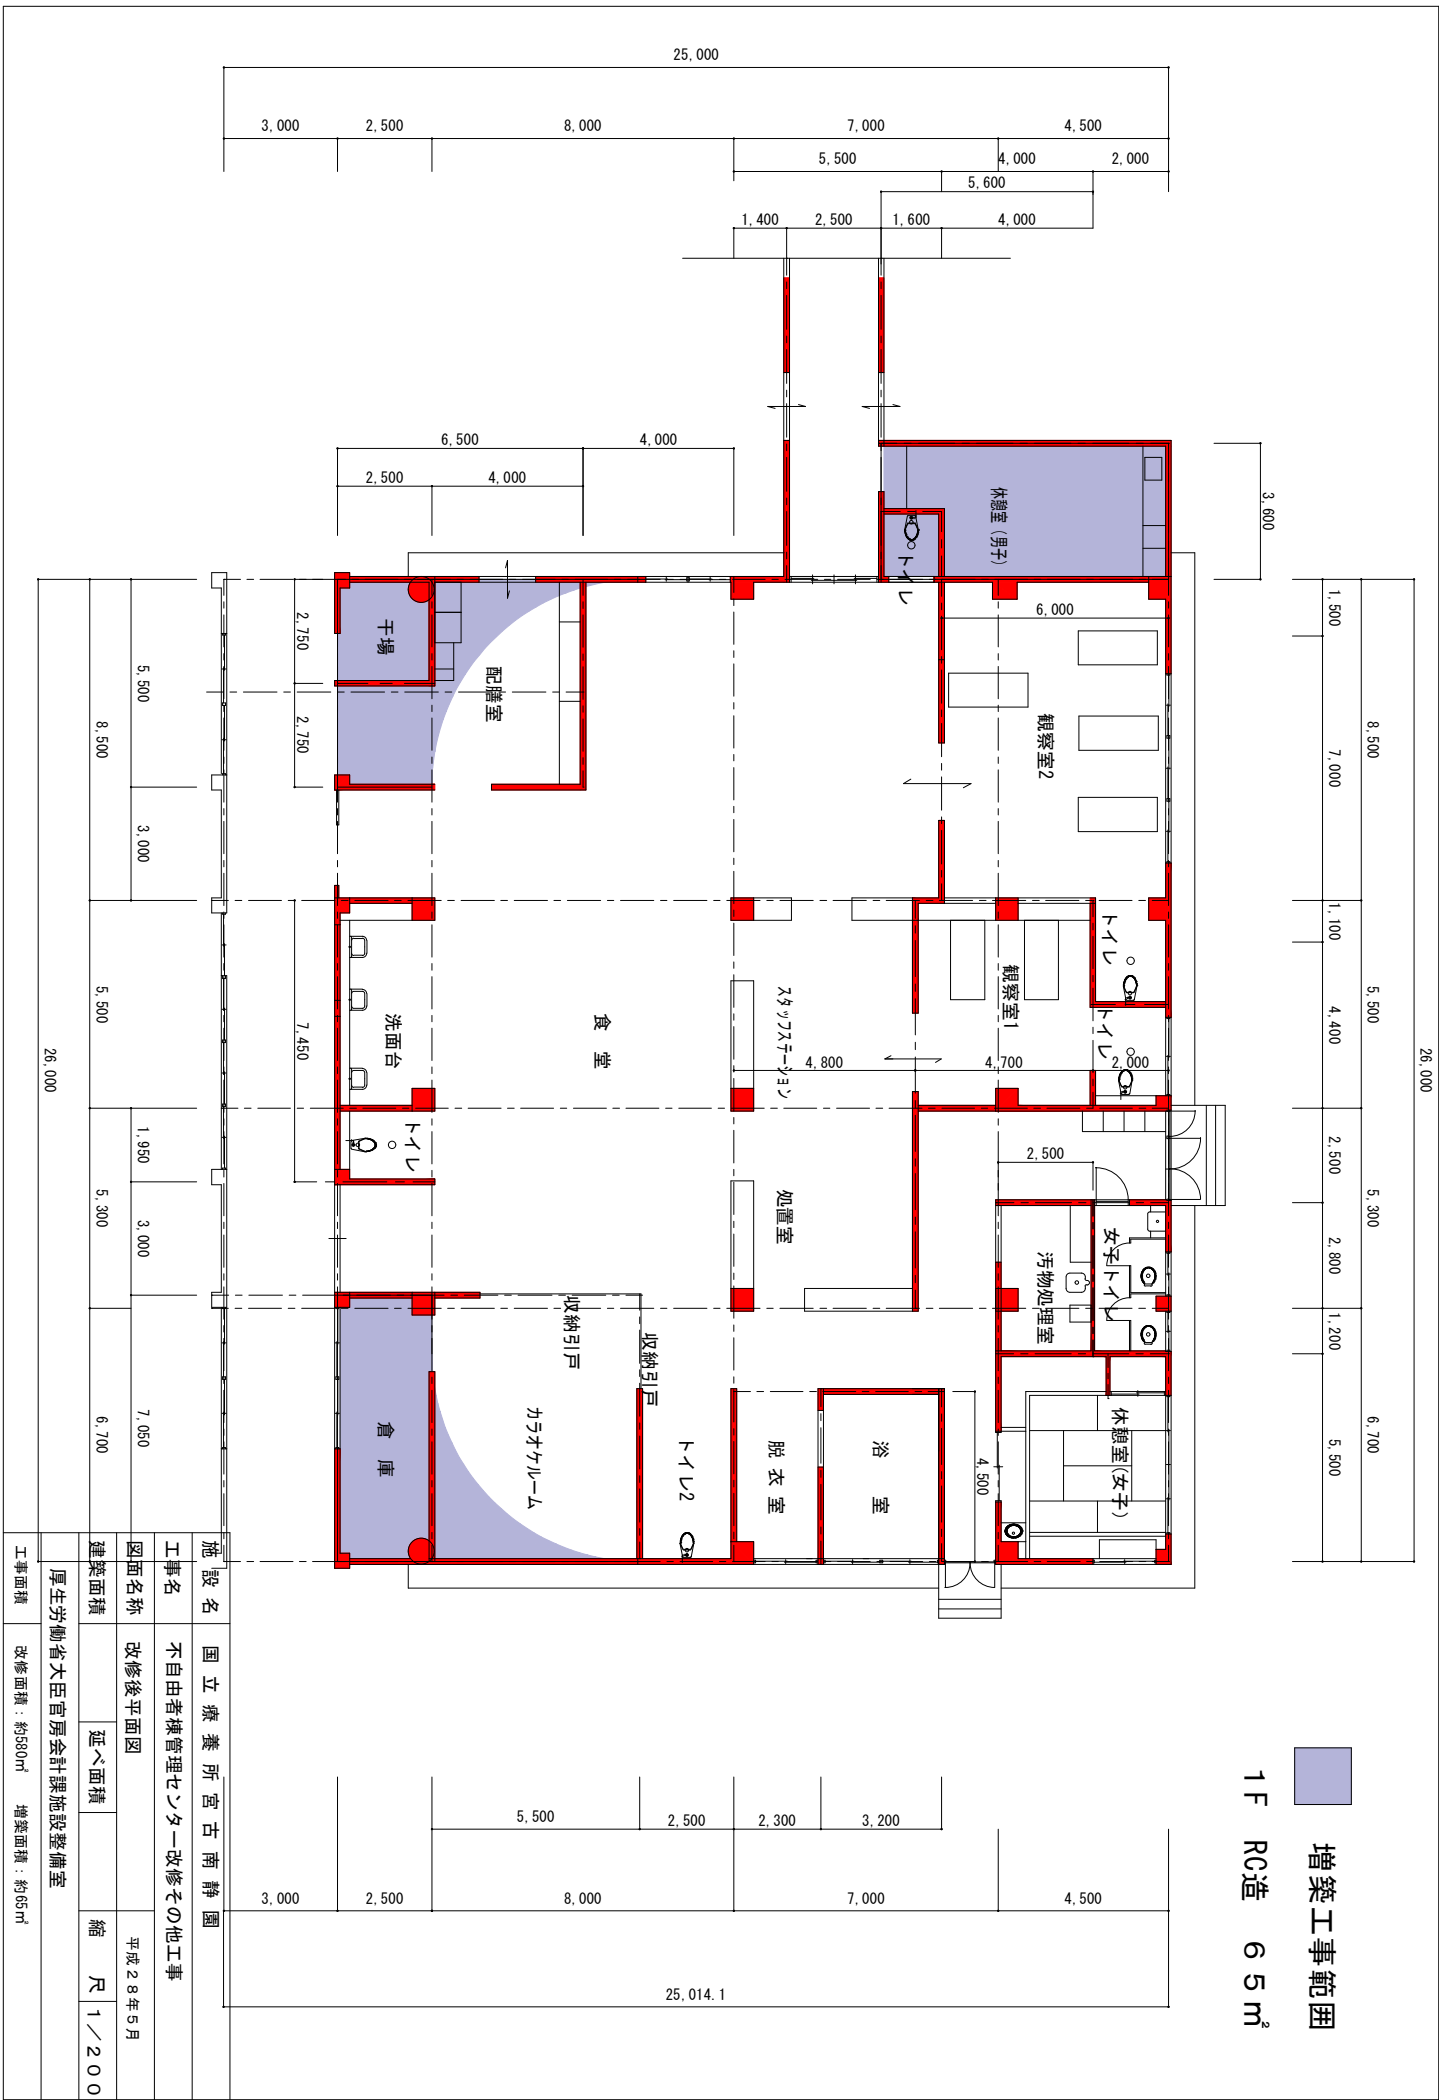 増築工事範囲
1F RC造 65㎡
25,000
3,000
2,500
8,000
7,000
4,500
5,500
4,000
2,000
5,600
1,400
2,500
1,600
4,000
6,500
4,000
2,500
4,000
3,600
26,000
8,500
5,500
5,300
6,700
1,500
7,000
1,100
4,400
2,500
2,800
1,200
5,500
休憩室(男子)
トイレ
6,000
観察室2
干場
配膳室
2,750
2,750
5,500
3,000
8,500
トイレ
トイレ
観察室1
スタッフステーション
4,800
4,700
2,000
食堂
洗面台
7,450
5,500
26,000
トイレ
2,500
処置室
女子トイ
汚物処理室
1,950
3,000
5,300
収納引戸
収納引戸
カラオケルーム
倉庫
トイレ2
脱衣室
浴室
4,500
休憩室(女子)
7,050
6,700
5,500
2,500
2,300
3,200
3,000
2,500
8,000
7,000
4,500
25,014.1
施設名 国立療養所宮古南静園
工事名 不自由者棟管理センター改修その他工事
図面名称 改修後平面図 平成28年5月
建築面積 延べ面積 縮尺 1/200
厚生労働省大臣官房会計課施設整備室
工事面積 改修面積：約580㎡ 増築面積：約65㎡